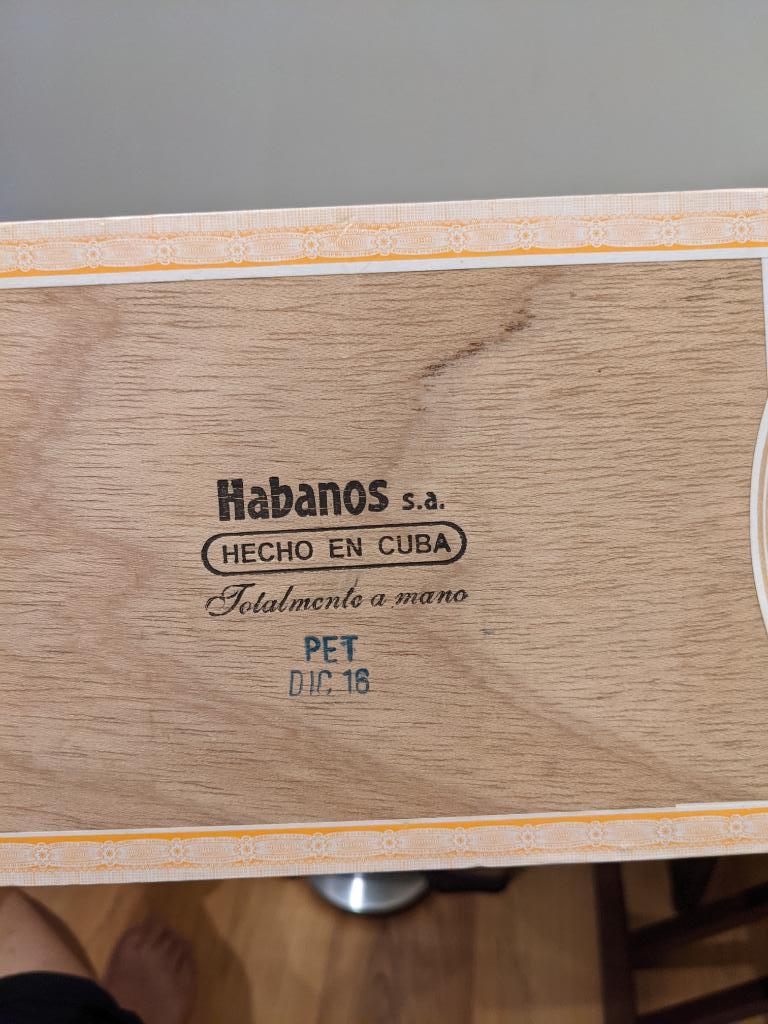 Habanos s.a.
HECHO EN CUBA
Totalmente a mano
PET
DIC 16